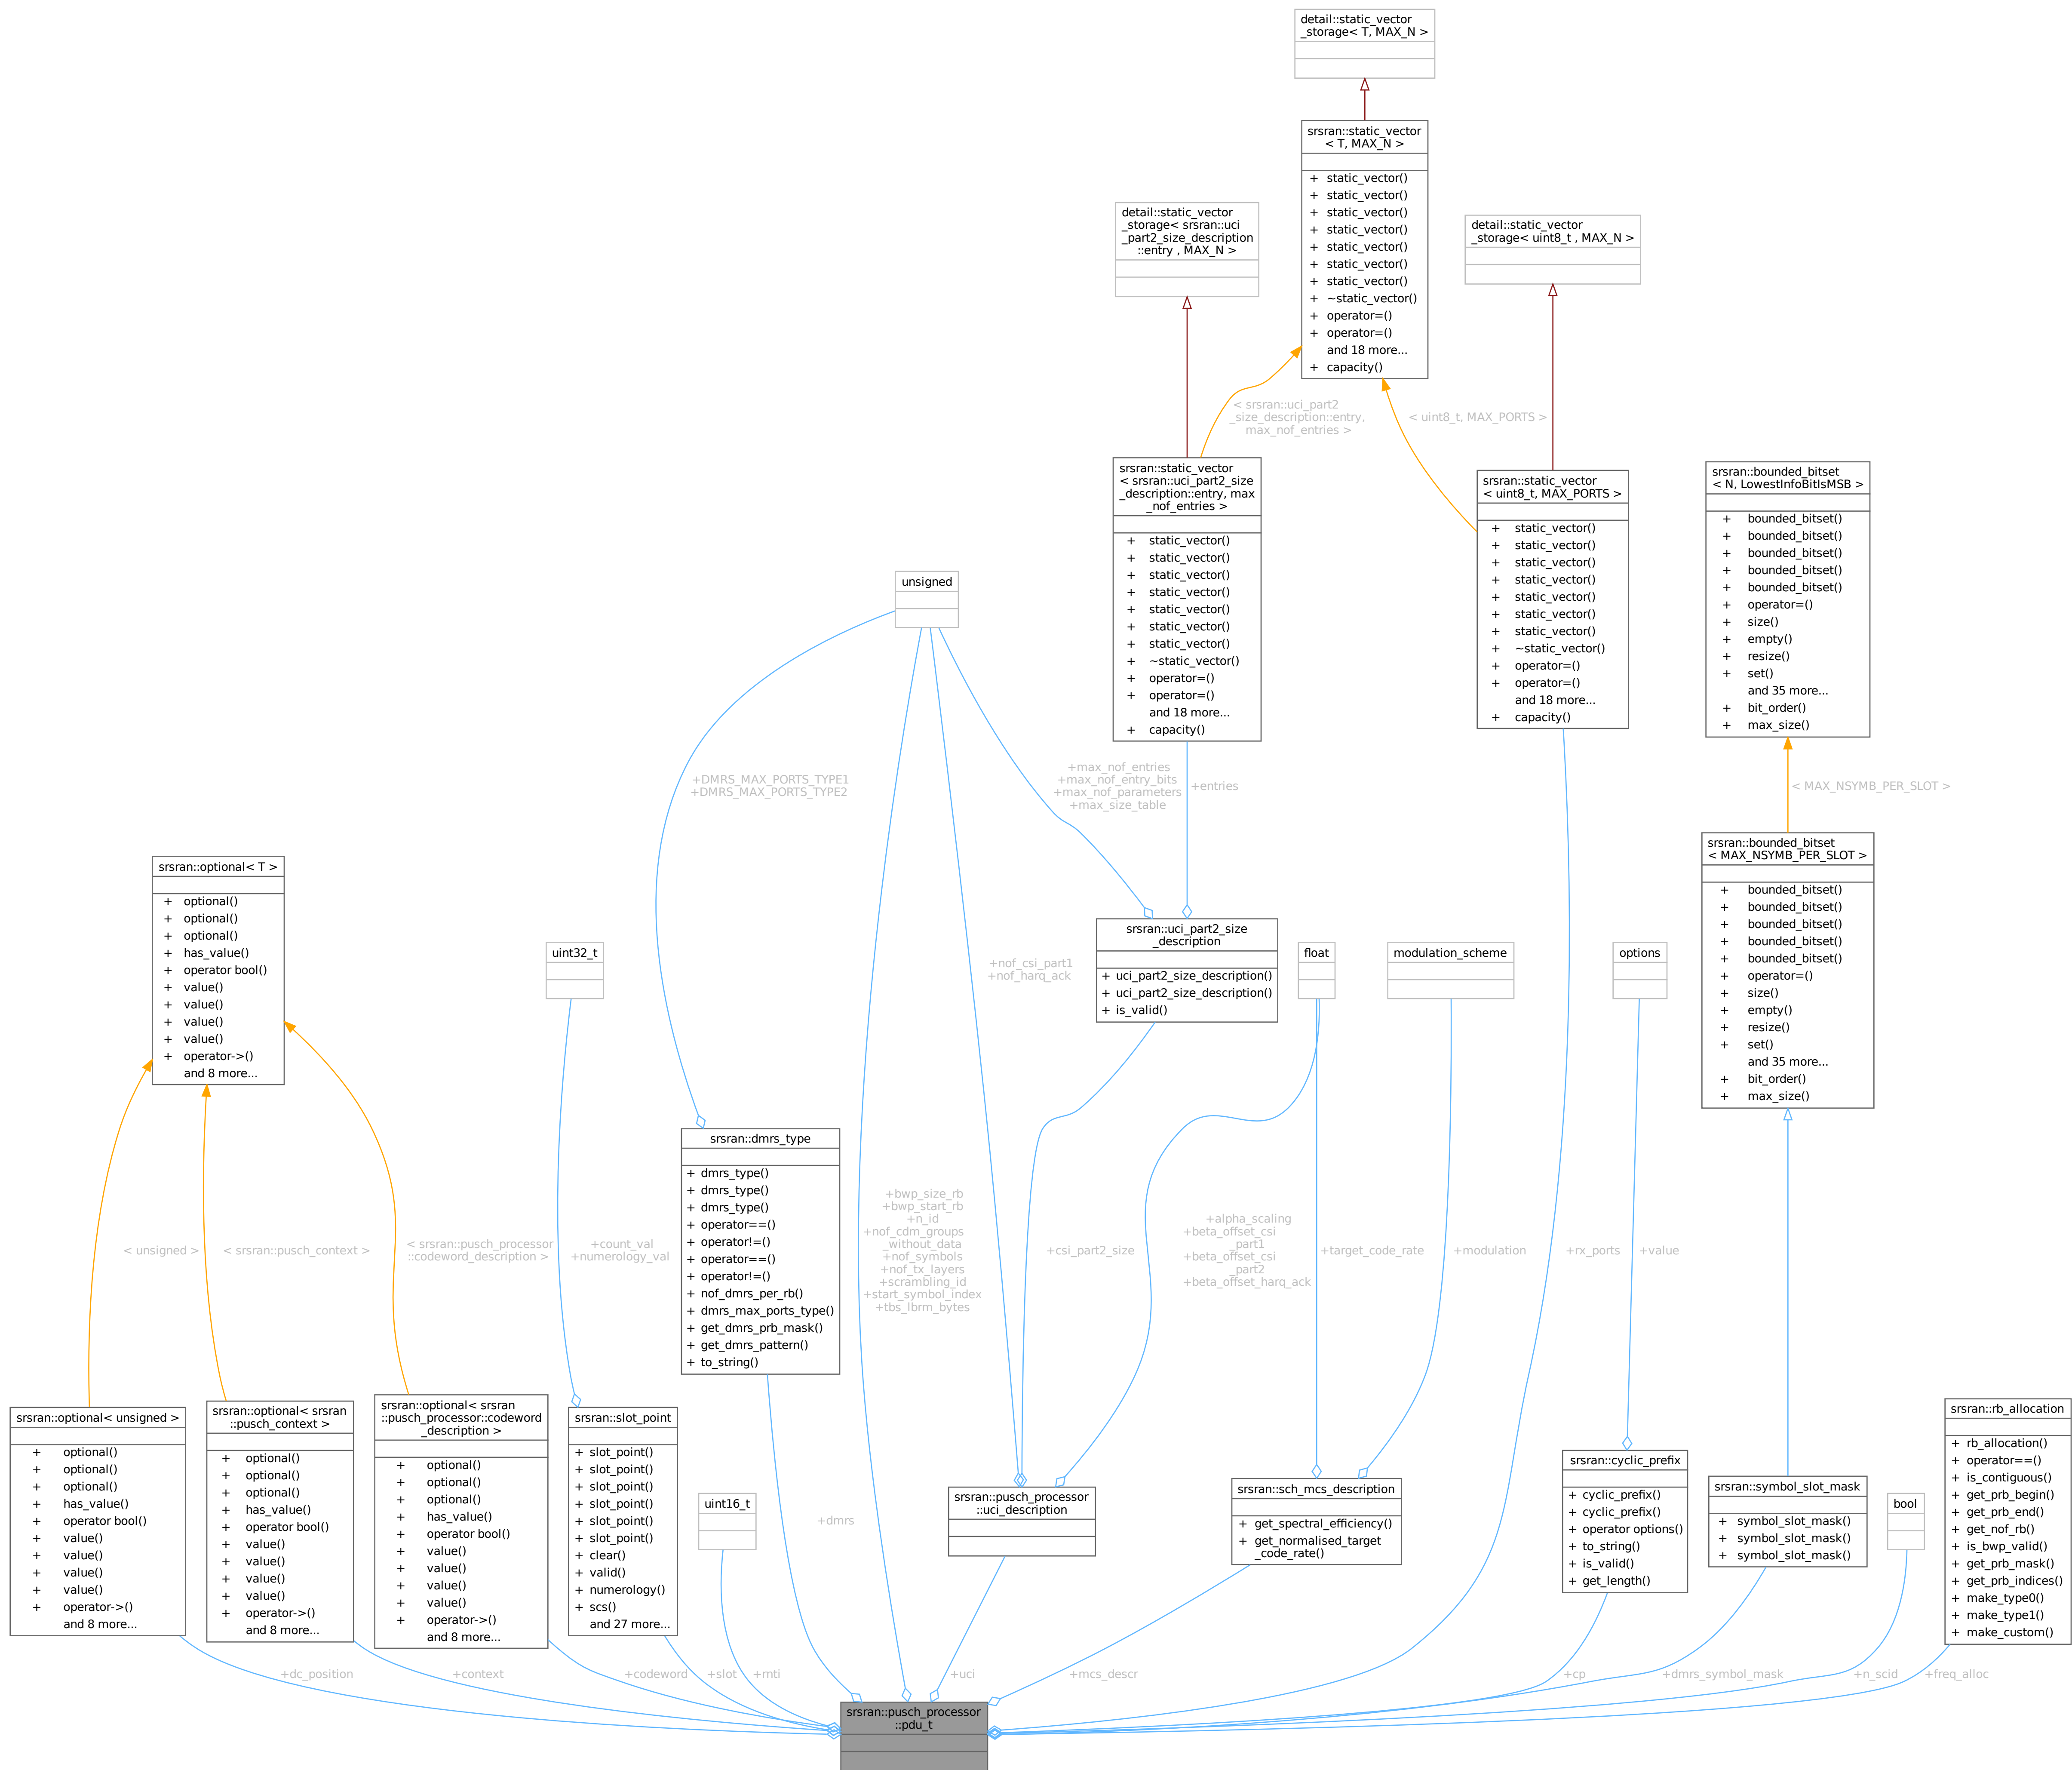 detail::static_vector
_storage< T, MAX_N >
srsran::static_vector
< T, MAX_N >
+ static_vector()
+ static_vector()
+ static_vector()
+ static_vector()
+ static_vector()
+ static_vector()
+ static_vector()
+ ~static_vector()
+ operator=()
+ operator=()
and 18 more...
+ capacity()
detail::static_vector
_storage< srsran::uci
_part2_size_description
::entry , MAX_N >
detail::static_vector
_storage< uint8_t , MAX_N >
< srsran::uci_part2
_size_description::entry,
max_nof_entries >
< uint8_t, MAX_PORTS >
srsran::static_vector
< srsran::uci_part2_size
_description::entry, max
_nof_entries >
+ static_vector()
+ static_vector()
+ static_vector()
+ static_vector()
+ static_vector()
+ static_vector()
+ static_vector()
+ ~static_vector()
+ operator=()
+ operator=()
and 18 more...
+ capacity()
srsran::static_vector
< uint8_t, MAX_PORTS >
+ static_vector()
+ static_vector()
+ static_vector()
+ static_vector()
+ static_vector()
+ static_vector()
+ static_vector()
+ ~static_vector()
+ operator=()
+ operator=()
and 18 more...
+ capacity()
srsran::bounded_bitset
< N, LowestInfoBitIsMSB >
+ bounded_bitset()
+ bounded_bitset()
+ bounded_bitset()
+ bounded_bitset()
+ bounded_bitset()
+ operator=()
+ size()
+ empty()
+ resize()
+ set()
and 35 more...
+ bit_order()
+ max_size()
unsigned
+DMRS_MAX_PORTS_TYPE1
+DMRS_MAX_PORTS_TYPE2
+max_nof_entries
+max_nof_entry_bits
+max_nof_parameters
+max_size_table
+entries
< MAX_NSYMB_PER_SLOT >
srsran::bounded_bitset
< MAX_NSYMB_PER_SLOT >
+ bounded_bitset()
+ bounded_bitset()
+ bounded_bitset()
+ bounded_bitset()
+ bounded_bitset()
+ operator=()
+ size()
+ empty()
+ resize()
+ set()
and 35 more...
+ bit_order()
+ max_size()
srsran::optional< T >
+ optional()
+ optional()
+ optional()
+ has_value()
+ operator bool()
+ value()
+ value()
+ value()
+ value()
+ operator->()
and 8 more...
uint32_t
+nof_csi_part1
+nof_harq_ack
srsran::uci_part2_size
_description
+ uci_part2_size_description()
+ uci_part2_size_description()
+ is_valid()
float
modulation_scheme
options
srsran::dmrs_type
+ dmrs_type()
+ dmrs_type()
+ dmrs_type()
+ operator==()
+ operator!=()
+ operator==()
+ operator!=()
+ nof_dmrs_per_rb()
+ dmrs_max_ports_type()
+ get_dmrs_prb_mask()
+ get_dmrs_pattern()
+ to_string()
< unsigned >
< srsran::pusch_context >
< srsran::pusch_processor
::codeword_description >
+count_val
+numerology_val
+bwp_size_rb
+bwp_start_rb
+n_id
+nof_cdm_groups
_without_data
+nof_symbols
+nof_tx_layers
+scrambling_id
+start_symbol_index
+tbs_lbrm_bytes
+csi_part2_size
+alpha_scaling
+beta_offset_csi
_part1
+beta_offset_csi
_part2
+beta_offset_harq_ack
+target_code_rate
+modulation
+rx_ports
+value
srsran::optional< unsigned >
+ optional()
+ optional()
+ optional()
+ has_value()
+ operator bool()
+ value()
+ value()
+ value()
+ value()
+ operator->()
and 8 more...
srsran::optional< srsran
::pusch_context >
+ optional()
+ optional()
+ optional()
+ has_value()
+ operator bool()
+ value()
+ value()
+ value()
+ value()
+ operator->()
and 8 more...
srsran::optional< srsran
::pusch_processor::codeword
_description >
+ optional()
+ optional()
+ optional()
+ has_value()
+ operator bool()
+ value()
+ value()
+ value()
+ value()
+ operator->()
and 8 more...
srsran::slot_point
+ slot_point()
+ slot_point()
+ slot_point()
+ slot_point()
+ slot_point()
+ slot_point()
+ clear()
+ valid()
+ numerology()
+ scs()
and 27 more...
uint16_t
+dmrs
srsran::pusch_processor
::uci_description
srsran::sch_mcs_description
+ get_spectral_efficiency()
+ get_normalised_target
_code_rate()
srsran::cyclic_prefix
+ cyclic_prefix()
+ cyclic_prefix()
+ operator options()
+ to_string()
+ is_valid()
+ get_length()
srsran::symbol_slot_mask
+ symbol_slot_mask()
+ symbol_slot_mask()
+ symbol_slot_mask()
bool
srsran::rb_allocation
+ rb_allocation()
+ operator==()
+ is_contiguous()
+ get_prb_begin()
+ get_prb_end()
+ get_nof_rb()
+ is_bwp_valid()
+ get_prb_mask()
+ get_prb_indices()
+ make_type0()
+ make_type1()
+ make_custom()
+dc_position
+context
+codeword
+slot
+rnti
+uci
+mcs_descr
+cp
+dmrs_symbol_mask
+n_scid
+freq_alloc
srsran::pusch_processor
::pdu_t